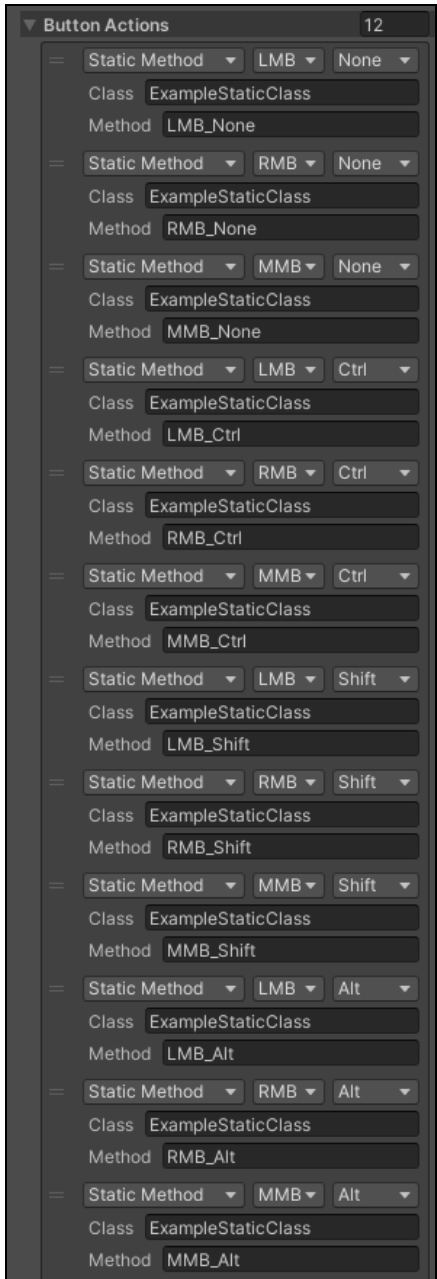 Button Actions 12
Static Method LMB None
Class ExampleStaticClass
Method LMB_None
Static Method RMB None
Class ExampleStaticClass
Method RMB_None
Static Method MMB None
Class ExampleStaticClass
Method MMB_None
Static Method LMB Ctrl
Class ExampleStaticClass
Method LMB_Ctrl
Static Method RMB Ctrl
Class ExampleStaticClass
Method RMB_Ctrl
Static Method MMB Ctrl
Class ExampleStaticClass
Method MMB_Ctrl
Static Method LMB Shift
Class ExampleStaticClass
Method LMB_Shift
Static Method RMB Shift
Class ExampleStaticClass
Method RMB_Shift
Static Method MMB Shift
Class ExampleStaticClass
Method MMB_Shift
Static Method LMB Alt
Class ExampleStaticClass
Method LMB_Alt
Static Method RMB Alt
Class ExampleStaticClass
Method RMB_Alt
Static Method MMB Alt
Class ExampleStaticClass
Method MMB_Alt